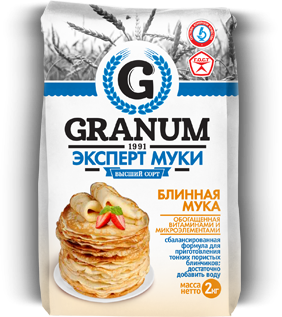 ГОСТ
G
GRANUM
1991
ЭКСПЕРТ МУКИ
ВЫСШИЙ СОРТ
БЛИННАЯ
МУКА
ОБОГАЩЕННАЯ
ВИТАМИНАМИ И
МИКРОЭЛЕМЕНТАМИ
сбалансированная
формула для
приготовления
тонких пористых
блинчиков:
достаточно
добавить воду
масса
нетто 2кг